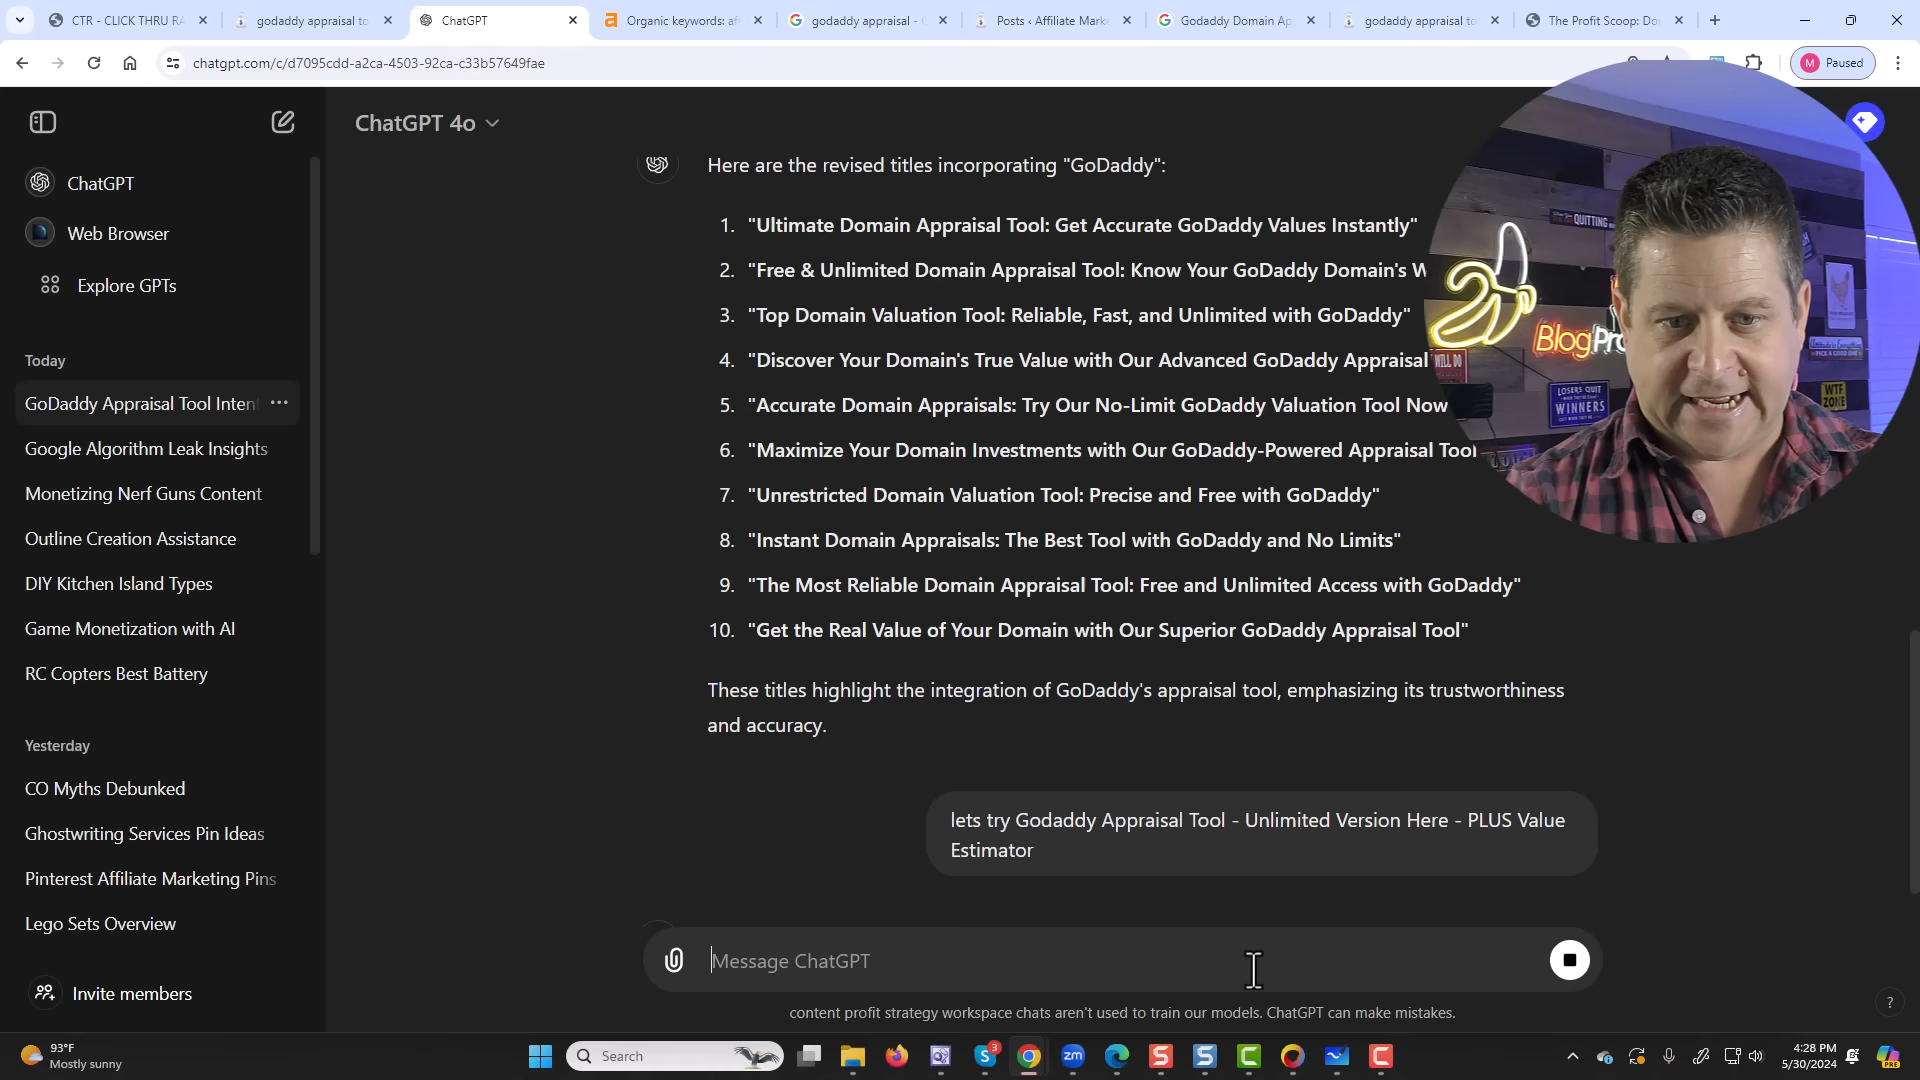 CTR - CLICK THRU RA
godaddy appraisal to
ChatGPT
Organic keywords: af
godaddy appraisal -
Posts ‹ Affiliate Mark
Godaddy Domain Ap
godaddy appraisal to
The Profit Scoop: Do
chatgpt.com/c/d7095cdd-a2ca-4503-92ca-c33b57649fae
M
Paused
ChatGPT
Web Browser
Explore GPTs
Today
GoDaddy Appraisal Tool Inten
Google Algorithm Leak Insights
Monetizing Nerf Guns Content
Outline Creation Assistance
DIY Kitchen Island Types
Game Monetization with AI
RC Copters Best Battery
Yesterday
CO Myths Debunked
Ghostwriting Services Pin Ideas
Pinterest Affiliate Marketing Pins
Lego Sets Overview
Invite members
ChatGPT 4o
Here are the revised titles incorporating "GoDaddy":
1. "Ultimate Domain Appraisal Tool: Get Accurate GoDaddy Values Instantly"
2. "Free & Unlimited Domain Appraisal Tool: Know Your GoDaddy Domain's W
3. "Top Domain Valuation Tool: Reliable, Fast, and Unlimited with GoDaddy"
4. "Discover Your Domain's True Value with Our Advanced GoDaddy Appraisal
5. "Accurate Domain Appraisals: Try Our No-Limit GoDaddy Valuation Tool Now
6. "Maximize Your Domain Investments with Our GoDaddy-Powered Appraisal Tool
7. "Unrestricted Domain Valuation Tool: Precise and Free with GoDaddy"
8. "Instant Domain Appraisals: The Best Tool with GoDaddy and No Limits"
9. "The Most Reliable Domain Appraisal Tool: Free and Unlimited Access with GoDaddy"
10. "Get the Real Value of Your Domain with Our Superior GoDaddy Appraisal Tool"
These titles highlight the integration of GoDaddy's appraisal tool, emphasizing its trustworthiness
and accuracy.
lets try Godaddy Appraisal Tool - Unlimited Version Here - PLUS Value
Estimator
Message ChatGPT
content profit strategy workspace chats aren't used to train our models. ChatGPT can make mistakes.
?
QUITTING
BlogPro
WILL DO
LOSERS QUIT
WINNERS
WTF
ZONE
93°F
Mostly sunny
Search
3
zm
S
S
C
C
4:28 PM
5/30/2024
PRE